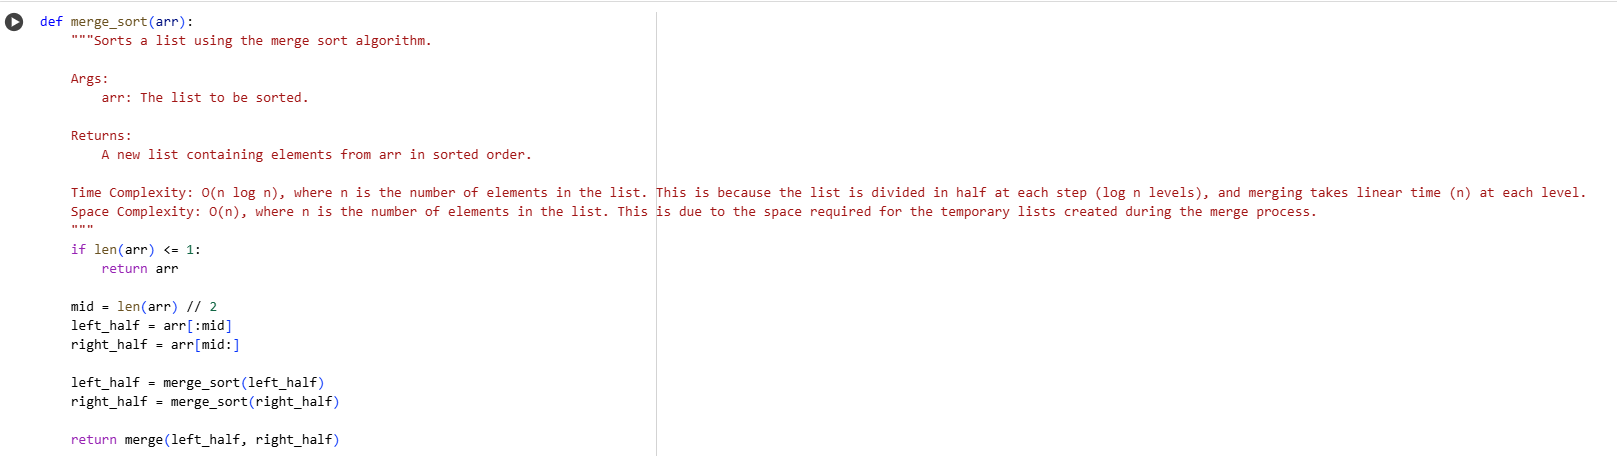 def merge_sort(arr):
    """Sorts a list using the merge sort algorithm.

    Args:
        arr: The list to be sorted.

    Returns:
        A new list containing elements from arr in sorted order.

    Time Complexity: O(n log n), where n is the number of elements in the list. This is because the list is divided in half at each step (log n levels), and merging takes linear time (n) at each level.
    Space Complexity: O(n), where n is the number of elements in the list. This is due to the space required for the temporary lists created during the merge process.
    """
    if len(arr) <= 1:
        return arr

    mid = len(arr) // 2
    left_half = arr[:mid]
    right_half = arr[mid:]

    left_half = merge_sort(left_half)
    right_half = merge_sort(right_half)

    return merge(left_half, right_half)